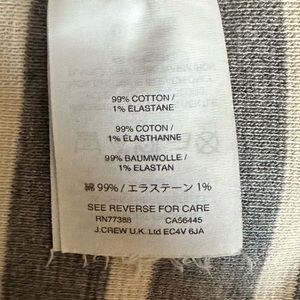 99% COTTON /
1% ELASTANE
99% COTON /
1% ÉLASTHANNE
99% BAUMWOLLE /
1% ELASTAN
綿 99% / エラステーン 1%
SEE REVERSE FOR CARE
RN77388 CA56445
J.CREW U.K. Ltd EC4V 6JA